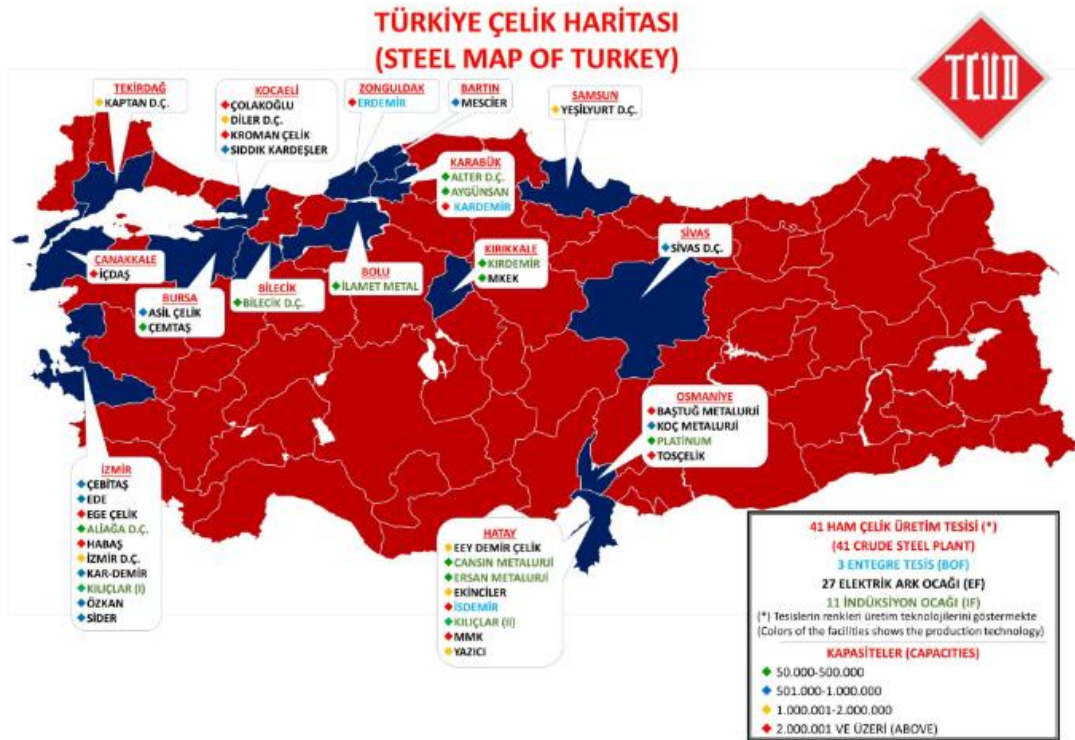 TÜRKİYE ÇELİK HARİTASI
(STEEL MAP OF TURKEY)
TCUD
TEKİRDAĞ
KAPTAN D.Ç.
KOCAELİ
ÇOLAKOĞLU
DİLER D.Ç.
KROMAN ÇELİK
SIDDIK KARDEŞLER
ZONGULDAK
ERDEMİR
BARTIN
MESCİER
SAMSUN
YEŞİLYURT D.Ç.
KARABÜK
ALTER D.Ç.
AYGÜNSAN
KARDEMİR
ÇANAKKALE
İÇDAŞ
BURSA
ASİL ÇELİK
ÇEMTAŞ
BİLECİK
BİLECİK D.Ç.
BOLU
İLAMET METAL
KIRIKKALE
KIRDEMİR
MKEK
SİVAS
SİVAS D.Ç.
OSMANİYE
BAŞTUĞ METALURJİ
KOÇ METALURJİ
PLATINUM
TOSÇELİK
İZMİR
ÇEBİTAŞ
EDE
EGE ÇELİK
ALİAĞA D.Ç.
HABAŞ
İZMİR D.Ç.
KAR-DEMİR
KILIÇLAR (I)
ÖZKAN
SİDER
HATAY
EEY DEMİR ÇELİK
CANSIN METALURJİ
ERSAN METALURJİ
EKİNCİLER
İSDEMİR
KILIÇLAR (II)
MMK
YAZICI
41 HAM ÇELİK ÜRETİM TESİSİ (*)
(41 CRUDE STEEL PLANT)
3 ENTEGRE TESİS (BOF)
27 ELEKTRİK ARK OCAĞI (EF)
11 İNDÜKSİYON OCAĞI (IF)
(*) Tesislerin renkleri üretim teknolojilerini göstermekte
(Colors of the facilities shows the production technology)
KAPASİTELER (CAPACITIES)
50.000-500.000
501.000-1.000.000
1.000.001-2.000.000
2.000.001 VE ÜZERİ (ABOVE)